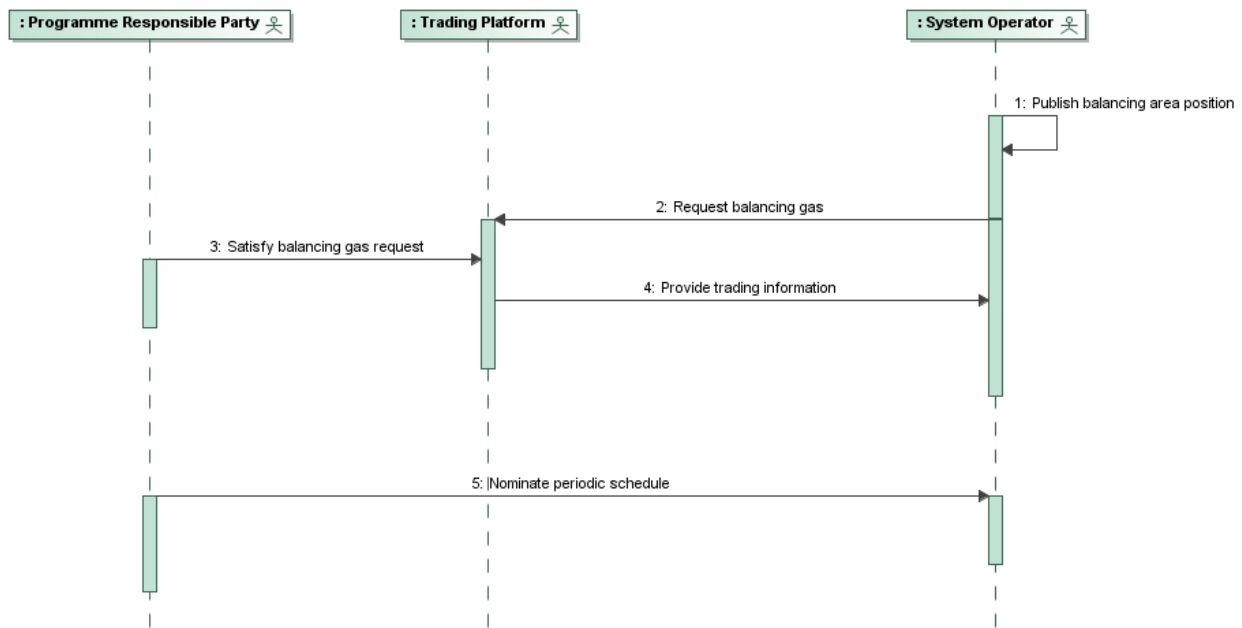 : Programme Responsible Party
: Trading Platform
: System Operator
1: Publish balancing area position
2: Request balancing gas
3: Satisfy balancing gas request
4: Provide trading information
5: Nominate periodic schedule